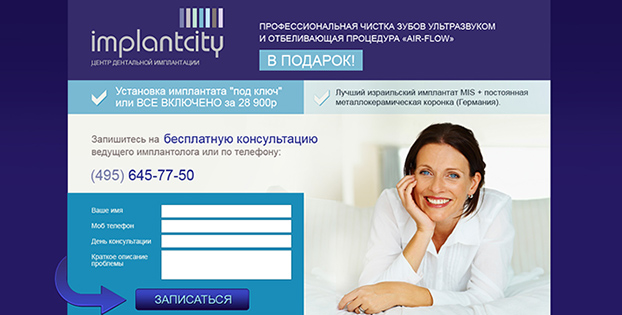 implantcity
ЦЕНТР ДЕНТАЛЬНОЙ ИМПЛАНТАЦИИ
ПРОФЕССИОНАЛЬНАЯ ЧИСТКА ЗУБОВ УЛЬТРАЗВУКОМ
И ОТБЕЛИВАЮЩАЯ ПРОЦЕДУРА «AIR-FLOW»
В ПОДАРОК!
Установка имплантата "под ключ"
или ВСЕ ВКЛЮЧЕНО за 28 900р
Лучший израильский имплантат MIS + постоянная
металлокерамическая коронка (Германия).
Запишитесь на бесплатную консультацию
ведущего имплантолога или по телефону:
(495) 645-77-50
Ваше имя
Моб телефон
День консультации
Краткое описание
проблемы
ЗАПИСАТЬСЯ